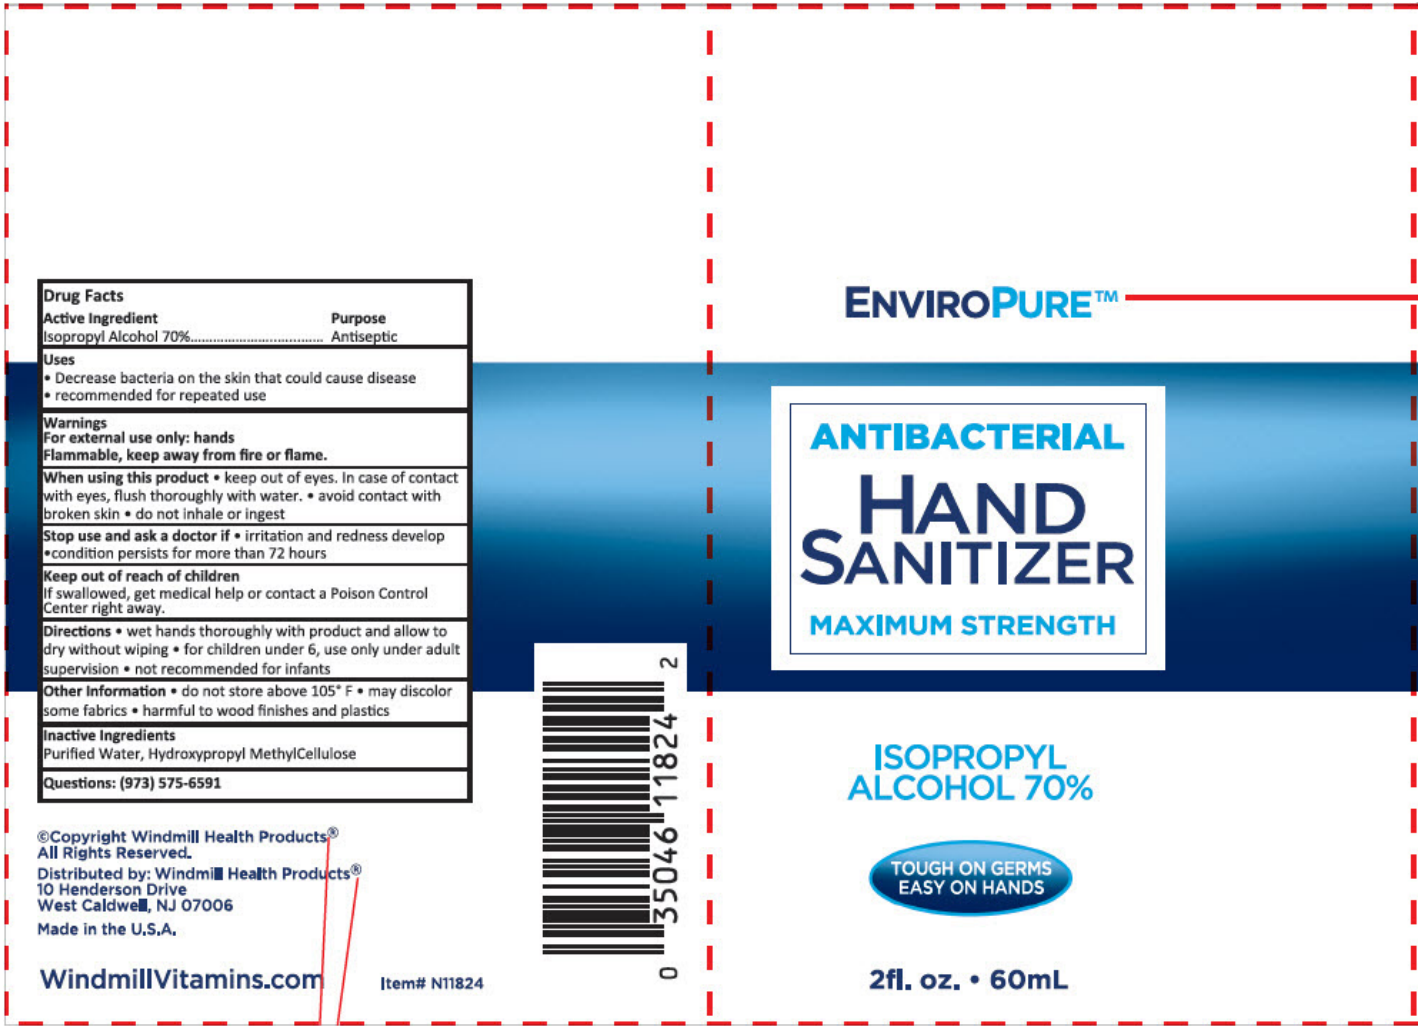 Drug Facts
Active Ingredient Purpose
Isopropyl Alcohol 70%........................... Antiseptic
Uses
• Decrease bacteria on the skin that could cause disease
• recommended for repeated use
Warnings
For external use only: hands
Flammable, keep away from fire or flame.
When using this product • keep out of eyes. In case of contact
with eyes, flush thoroughly with water. • avoid contact with
broken skin • do not inhale or ingest
Stop use and ask a doctor if • irritation and redness develop
•condition persists for more than 72 hours
Keep out of reach of children
If swallowed, get medical help or contact a Poison Control
Center right away.
Directions • wet hands thoroughly with product and allow to
dry without wiping • for children under 6, use only under adult
supervision • not recommended for infants
Other Information • do not store above 105° F • may discolor
some fabrics • harmful to wood finishes and plastics
Inactive Ingredients
Purified Water, Hydroxypropyl MethylCellulose
Questions: (973) 575-6591
©Copyright Windmill Health Products®
All Rights Reserved.
Distributed by: Windmill Health Products®
10 Henderson Drive
West Caldwell, NJ 07006
Made in the U.S.A.
WindmillVitamins.com
Item# N11824
0 35046 11824 2
ENVIROPURE™
ANTIBACTERIAL
HAND
SANITIZER
MAXIMUM STRENGTH
ISOPROPYL
ALCOHOL 70%
TOUGH ON GERMS
EASY ON HANDS
2fl. oz. • 60mL